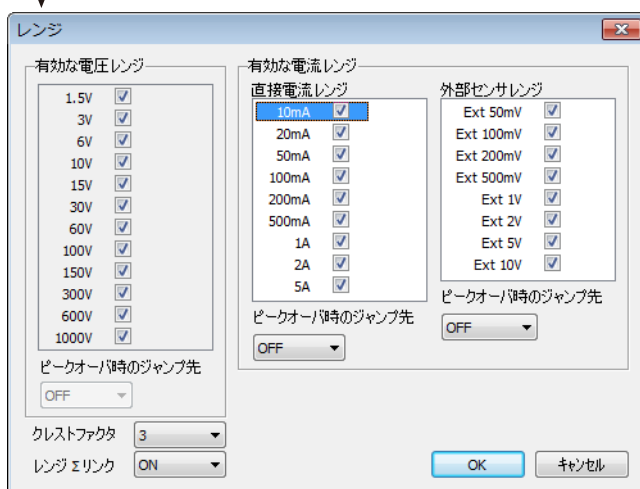 レンジ
有効な電圧レンジ
1.5V
3V
6V
10V
15V
30V
60V
100V
150V
300V
600V
1000V
ピークオーバ時のジャンプ先
OFF
クレストファクタ 3
レンジΣリンク ON
有効な電流レンジ
直接電流レンジ
10mA
20mA
50mA
100mA
200mA
500mA
1A
2A
5A
ピークオーバ時のジャンプ先
OFF
外部センサレンジ
Ext 50mV
Ext 100mV
Ext 200mV
Ext 500mV
Ext 1V
Ext 2V
Ext 5V
Ext 10V
ピークオーバ時のジャンプ先
OFF
OK キャンセル